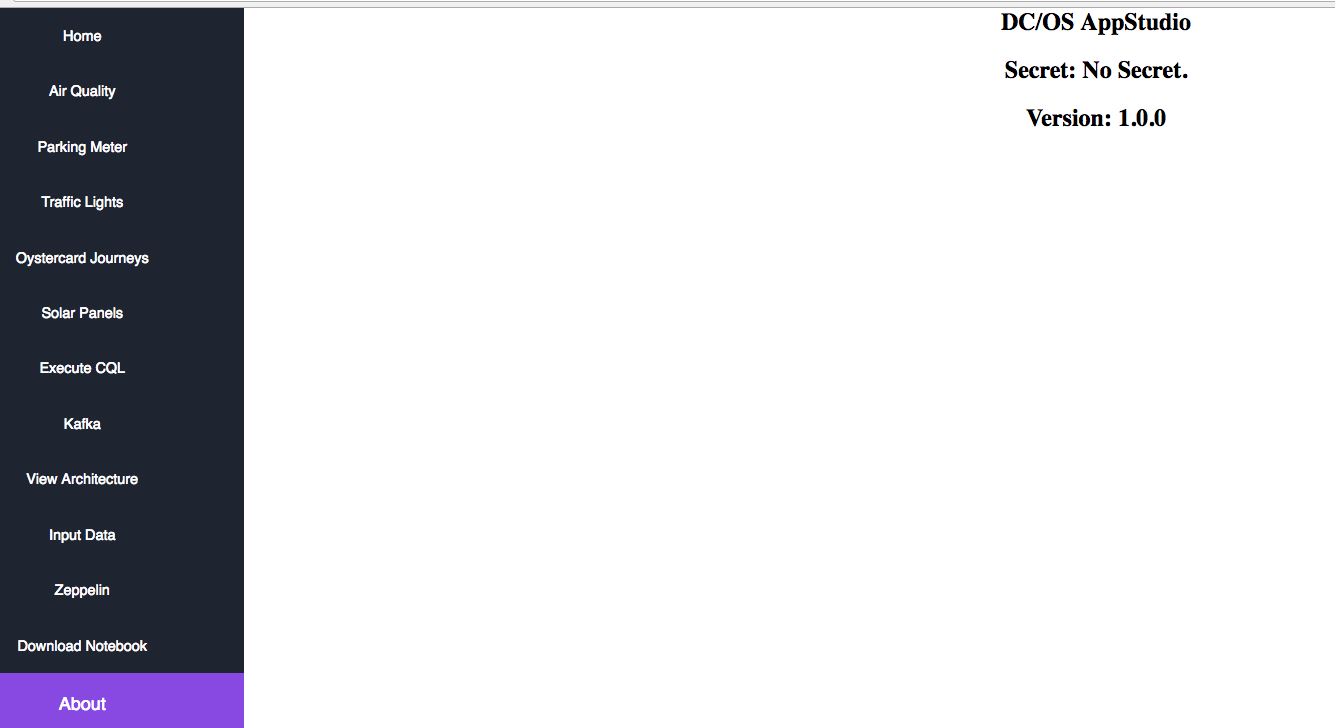 Home
Air Quality
Parking Meter
Traffic Lights
Oystercard Journeys
Solar Panels
Execute CQL
Kafka
View Architecture
Input Data
Zeppelin
Download Notebook
About
DC/OS AppStudio
Secret: No Secret.
Version: 1.0.0